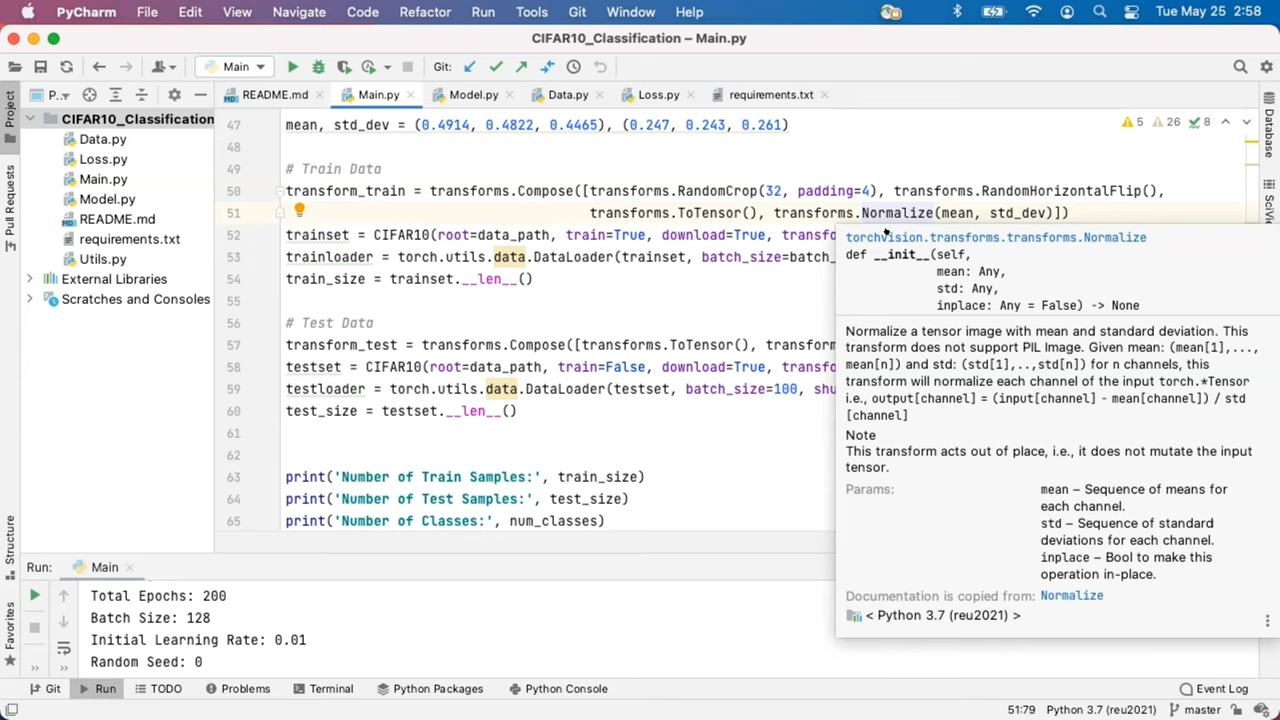 PyCharm File Edit View Navigate Code Refactor Run Tools Git Window Help Tue May 25 2:58
CIFAR10_Classification – Main.py
Main Git:
P.. README.md Main.py Model.py Data.py Loss.py requirements.txt
Project
Pull Requests
Structure
Favorites
Database
SciVi
CIFAR10_Classification
Data.py
Loss.py
Main.py
Model.py
README.md
requirements.txt
Utils.py
External Libraries
Scratches and Consoles
5 26 8
47 mean, std_dev = (0.4914, 0.4822, 0.4465), (0.247, 0.243, 0.261)
48
49 # Train Data
50 transform_train = transforms.Compose([transforms.RandomCrop(32, padding=4), transforms.RandomHorizontalFlip(),
51 transforms.ToTensor(), transforms.Normalize(mean, std_dev)])
52 trainset = CIFAR10(root=data_path, train=True, download=True, transfo
53 trainloader = torch.utils.data.DataLoader(trainset, batch_size=batch_
54 train_size = trainset.__len__()
55
56 # Test Data
57 transform_test = transforms.Compose([transforms.ToTensor(), transform
58 testset = CIFAR10(root=data_path, train=False, download=True, transfo
59 testloader = torch.utils.data.DataLoader(testset, batch_size=100, shu
60 test_size = testset.__len__()
61
62
63 print('Number of Train Samples:', train_size)
64 print('Number of Test Samples:', test_size)
65 print('Number of Classes:', num_classes)
torchvision.transforms.transforms.Normalize
def __init__(self,
mean: Any,
std: Any,
inplace: Any = False) -> None
Normalize a tensor image with mean and standard deviation. This
transform does not support PIL Image. Given mean: (mean[1],...,
mean[n]) and std: (std[1],..,std[n]) for n channels, this
transform will normalize each channel of the input torch.*Tensor
i.e., output[channel] = (input[channel] - mean[channel]) / std
[channel]
Note
This transform acts out of place, i.e., it does not mutate the input
tensor.
Params: mean – Sequence of means for
each channel.
std – Sequence of standard
deviations for each channel.
inplace – Bool to make this
operation in-place.
Documentation is copied from: Normalize
< Python 3.7 (reu2021) >
Run: Main
Total Epochs: 200
Batch Size: 128
Initial Learning Rate: 0.01
Random Seed: 0
Git Run TODO Problems Terminal Python Packages Python Console Event Log
51:79 Python 3.7 (reu2021) master